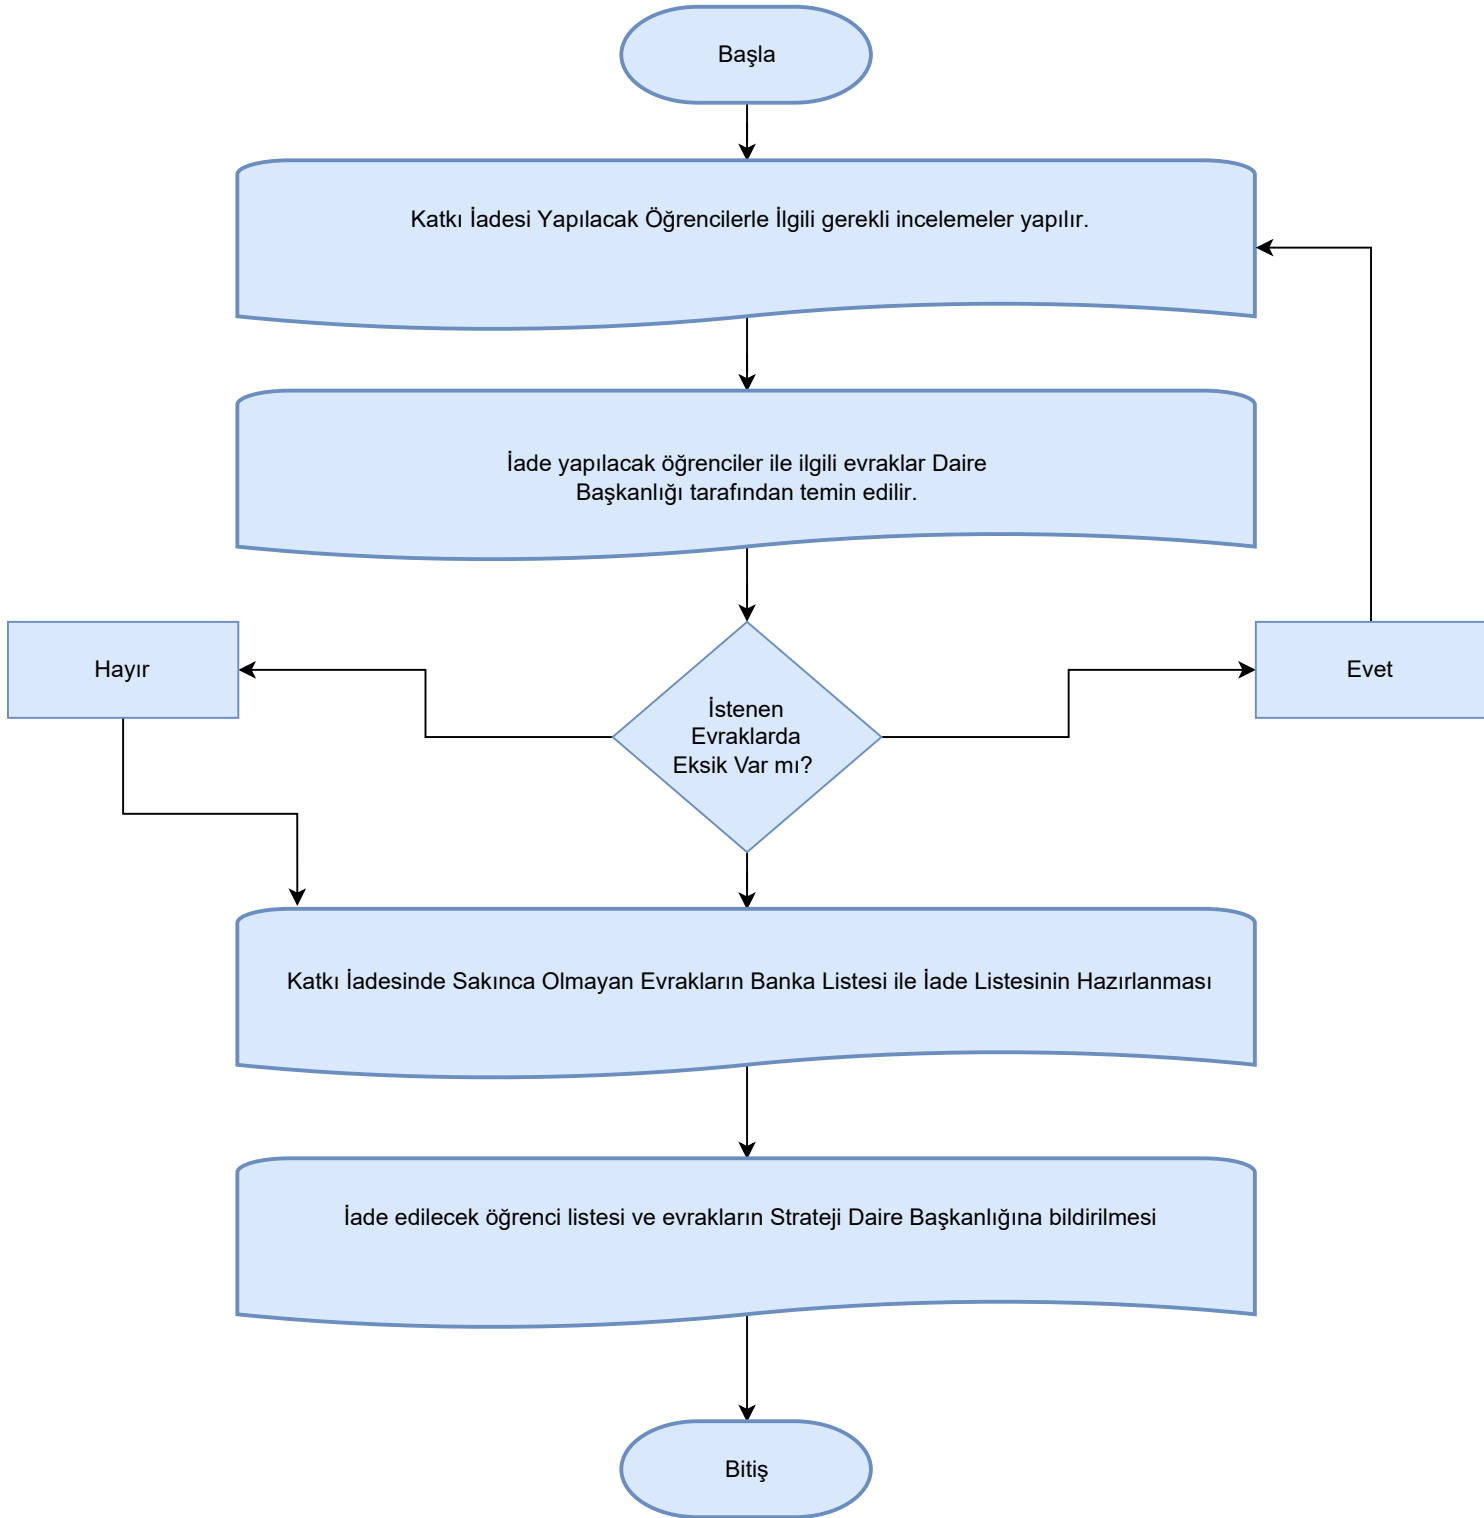 Başla
Katkı İadesi Yapılacak Öğrencilerle İlgili gerekli incelemeler yapılır.
İade yapılacak öğrenciler ile ilgili evraklar Daire
Başkanlığı tarafından temin edilir.
Hayır
İstenen
Evraklarda
Eksik Var mı?
Evet
Katkı İadesinde Sakınca Olmayan Evrakların Banka Listesi ile İade Listesinin Hazırlanması
İade edilecek öğrenci listesi ve evrakların Strateji Daire Başkanlığına bildirilmesi
Bitiş